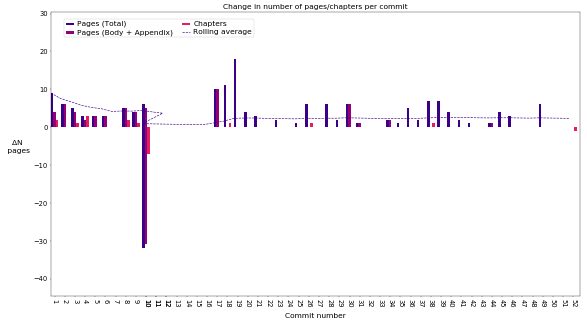 Change in number of pages/chapters per commit
Pages (Total)
Pages (Body + Appendix)
Chapters
Rolling average
30
20
10
0
−10
−20
−30
−40
ΔN
pages
1 2 3 4 5 6 7 8 9 10 11 12 13 14 15 16 17 18 19 20 21 22 23 24 25 26 27 28 29 30 31 32 33 34 35 36 37 38 39 40 41 42 43 44 45 46 47 48 49 50 51 52
Commit number